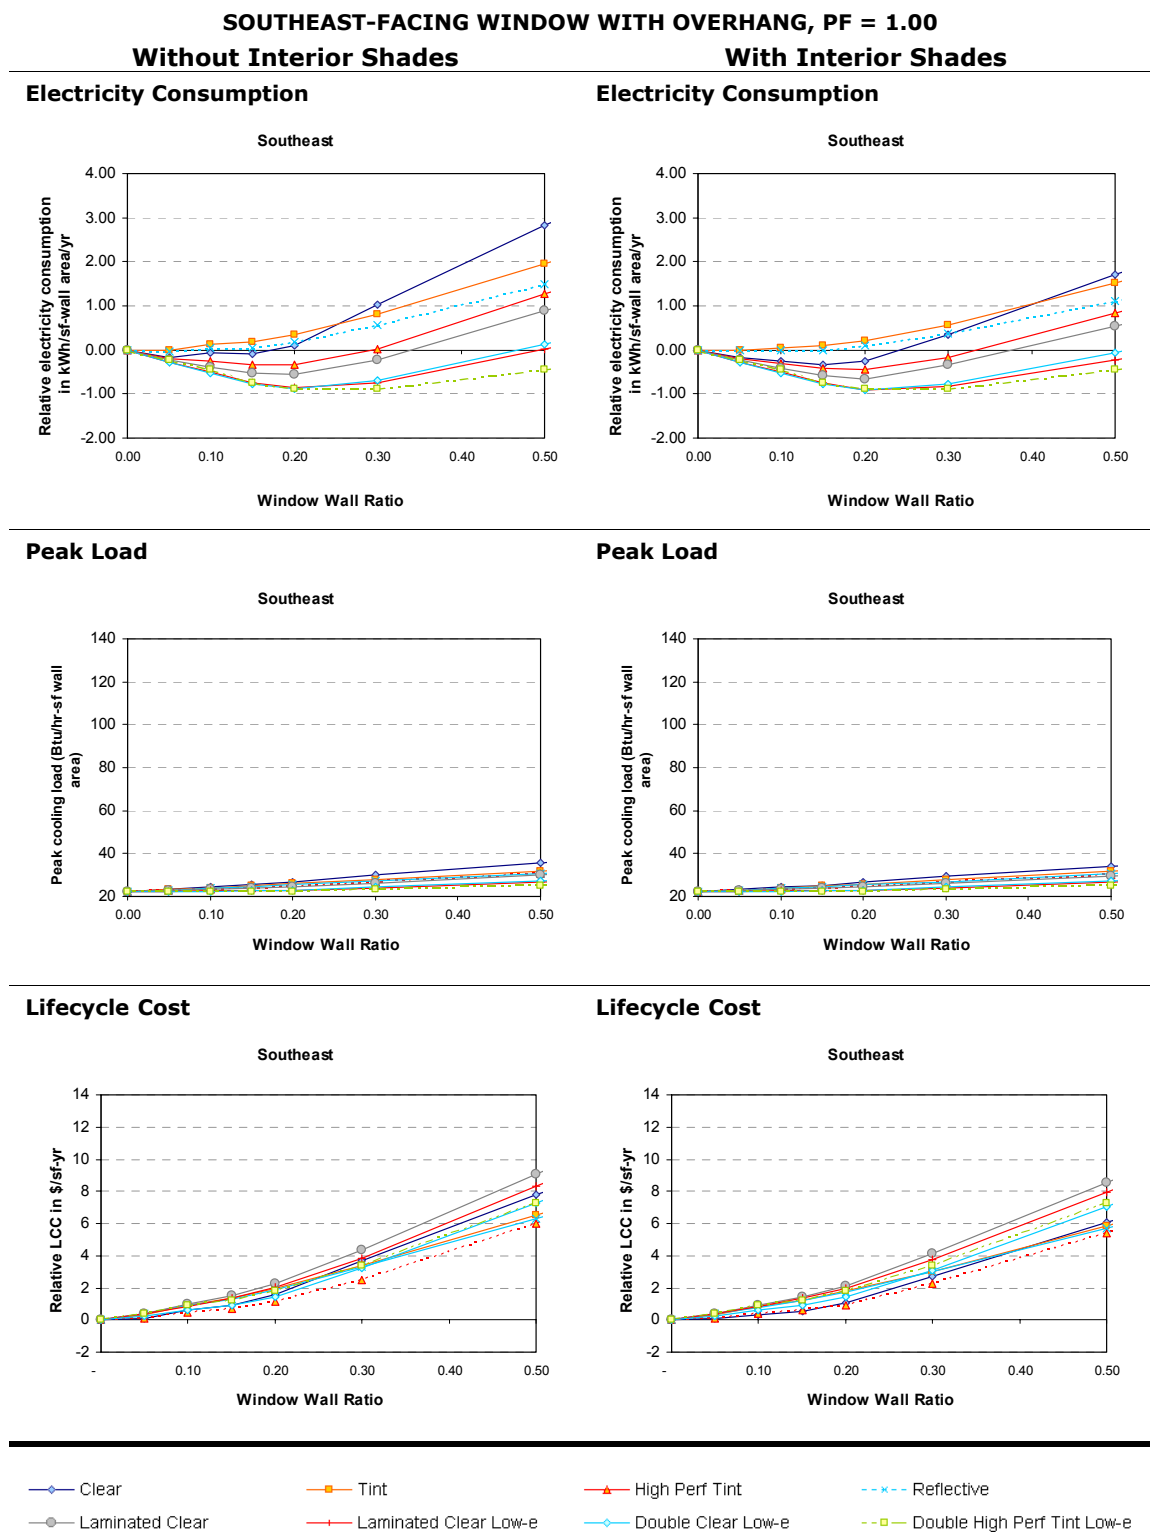 SOUTHEAST-FACING WINDOW WITH OVERHANG, PF = 1.00
Without Interior Shades
With Interior Shades
Electricity Consumption
Electricity Consumption
Southeast
Relative electricity consumption
in kWh/sf-wall area/yr
4.00
3.00
2.00
1.00
0.00
-1.00
-2.00
0.00 0.10 0.20 0.30 0.40 0.50
Window Wall Ratio
Southeast
Relative electricity consumption
in kWh/sf-wall area/yr
4.00
3.00
2.00
1.00
0.00
-1.00
-2.00
0.00 0.10 0.20 0.30 0.40 0.50
Window Wall Ratio
Peak Load
Peak Load
Southeast
Peak cooling load (Btu/hr-sf wall
area)
140
120
100
80
60
40
20
0.00 0.10 0.20 0.30 0.40 0.50
Window Wall Ratio
Southeast
Peak cooling load (Btu/hr-sf wall
area)
140
120
100
80
60
40
20
0.00 0.10 0.20 0.30 0.40 0.50
Window Wall Ratio
Lifecycle Cost
Lifecycle Cost
Southeast
Relative LCC in $/sf-yr
14
12
10
8
6
4
2
0
-2
- 0.10 0.20 0.30 0.40 0.50
Window Wall Ratio
Southeast
Relative LCC in $/sf-yr
14
12
10
8
6
4
2
0
-2
- 0.10 0.20 0.30 0.40 0.50
Window Wall Ratio
Clear Tint High Perf Tint Reflective
Laminated Clear Laminated Clear Low-e Double Clear Low-e Double High Perf Tint Low-e